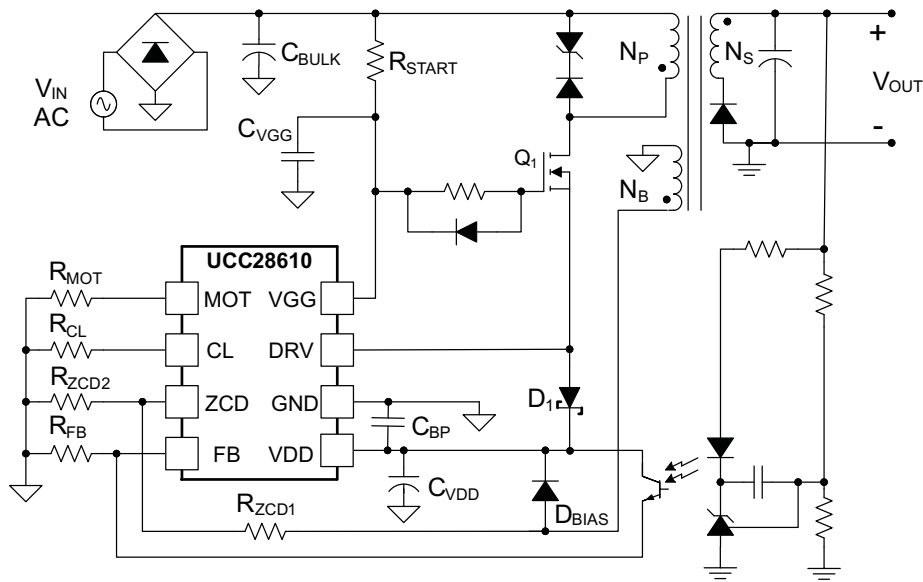 C_BULK
R_START
N_P
N_S
+
V_IN
AC
V_OUT
-
C_VGG
Q_1
N_B
UCC28610
R_MOT
MOT
VGG
R_CL
CL
DRV
R_ZCD2
ZCD
GND
D_1
R_FB
FB
VDD
C_BP
C_VDD
R_ZCD1
D_BIAS